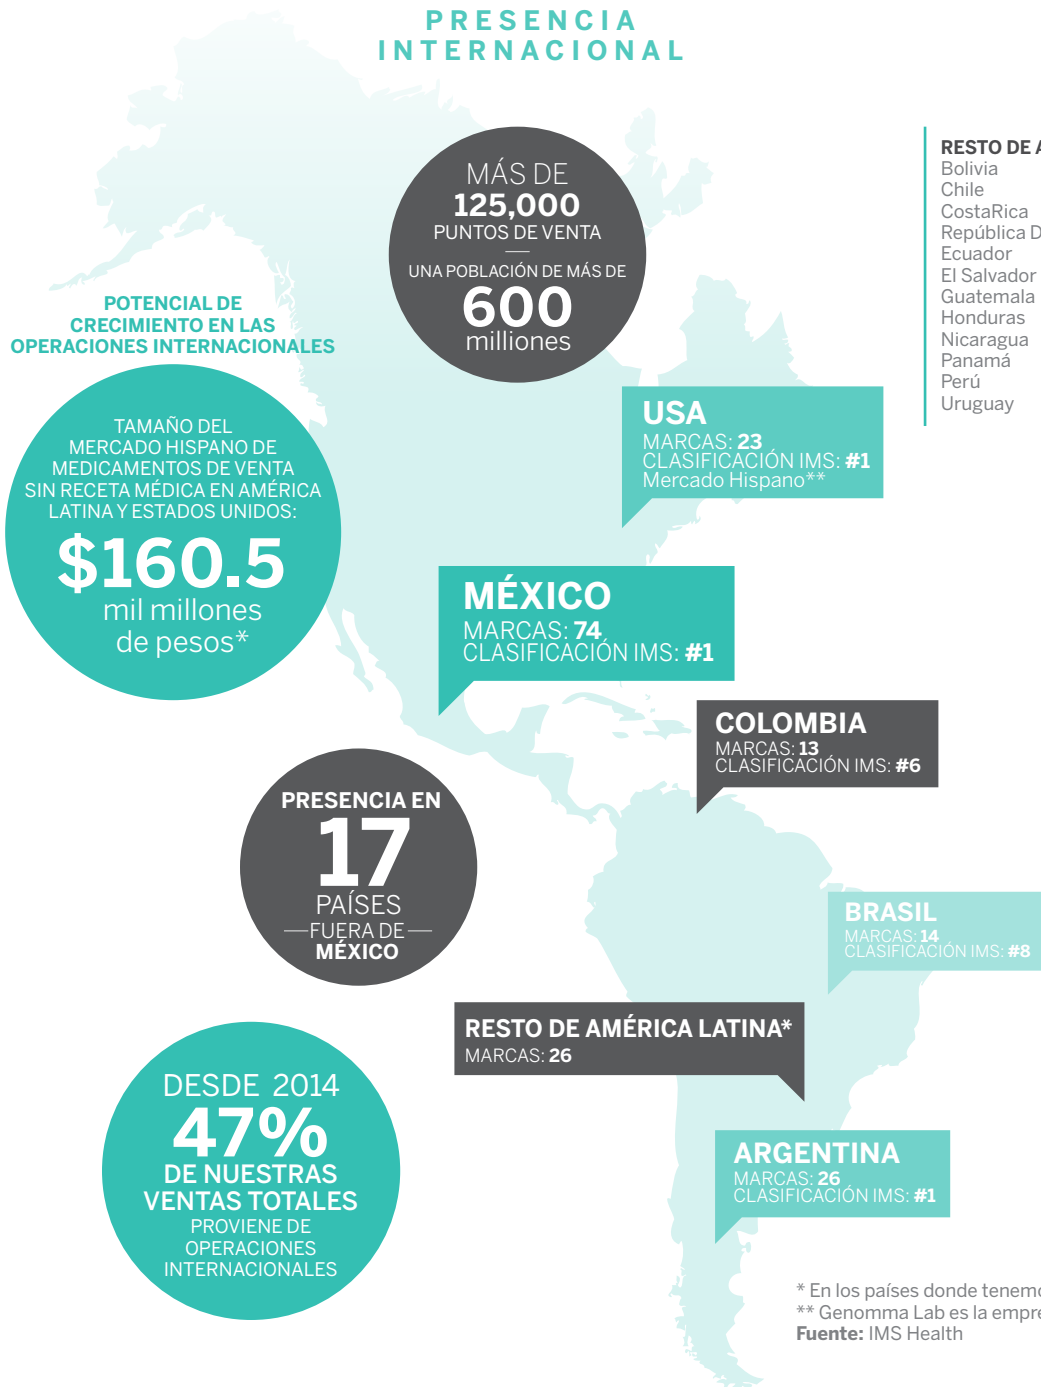 PRESENCIA
INTERNACIONAL
MÁS DE
125,000
PUNTOS DE VENTA
UNA POBLACIÓN DE MÁS DE
600
milliones
RESTO DE A
Bolivia
Chile
CostaRica
República D
Ecuador
El Salvador
Guatemala
Honduras
Nicaragua
Panamá
Perú
Uruguay
POTENCIAL DE
CRECIMIENTO EN LAS
OPERACIONES INTERNACIONALES
TAMAÑO DEL
MERCADO HISPANO DE
MEDICAMENTOS DE VENTA
SIN RECETA MÉDICA EN AMÉRICA
LATINA Y ESTADOS UNIDOS:
$160.5
mil millones
de pesos*
USA
MARCAS: 23
CLASIFICACIÓN IMS: #1
Mercado Hispano**
MÉXICO
MARCAS: 74
CLASIFICACIÓN IMS: #1
COLOMBIA
MARCAS: 13
CLASIFICACIÓN IMS: #6
PRESENCIA EN
17
PAÍSES
FUERA DE
MÉXICO
BRASIL
MARCAS: 14
CLASIFICACIÓN IMS: #8
RESTO DE AMÉRICA LATINA*
MARCAS: 26
DESDE 2014
47%
DE NUESTRAS
VENTAS TOTALES
PROVIENE DE
OPERACIONES
INTERNACIONALES
ARGENTINA
MARCAS: 26
CLASIFICACIÓN IMS: #1
* En los países donde tenemo
** Genomma Lab es la empre
Fuente: IMS Health